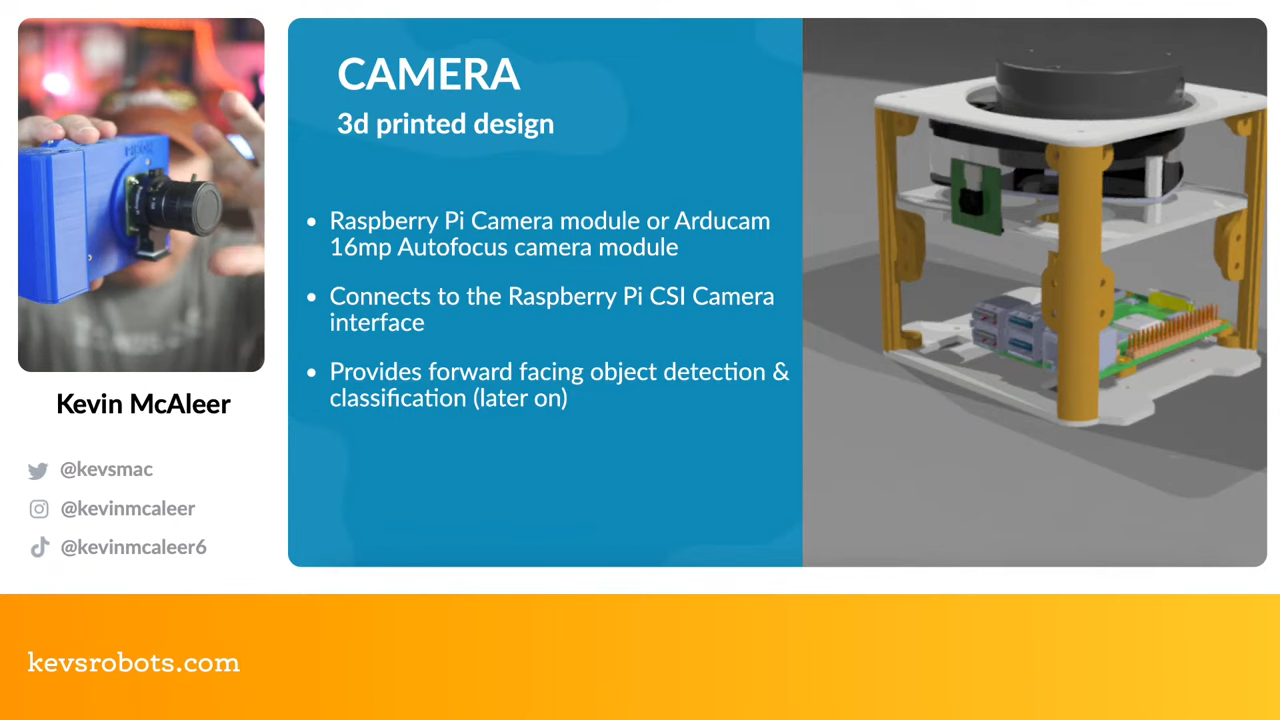 CAMERA
3d printed design
• Raspberry Pi Camera module or Arducam
16mp Autofocus camera module
• Connects to the Raspberry Pi CSI Camera
interface
• Provides forward facing object detection &
classification (later on)
Kevin McAleer
@kevsmac
@kevinmcaleer
@kevinmcaleer6
kevsrobots.com